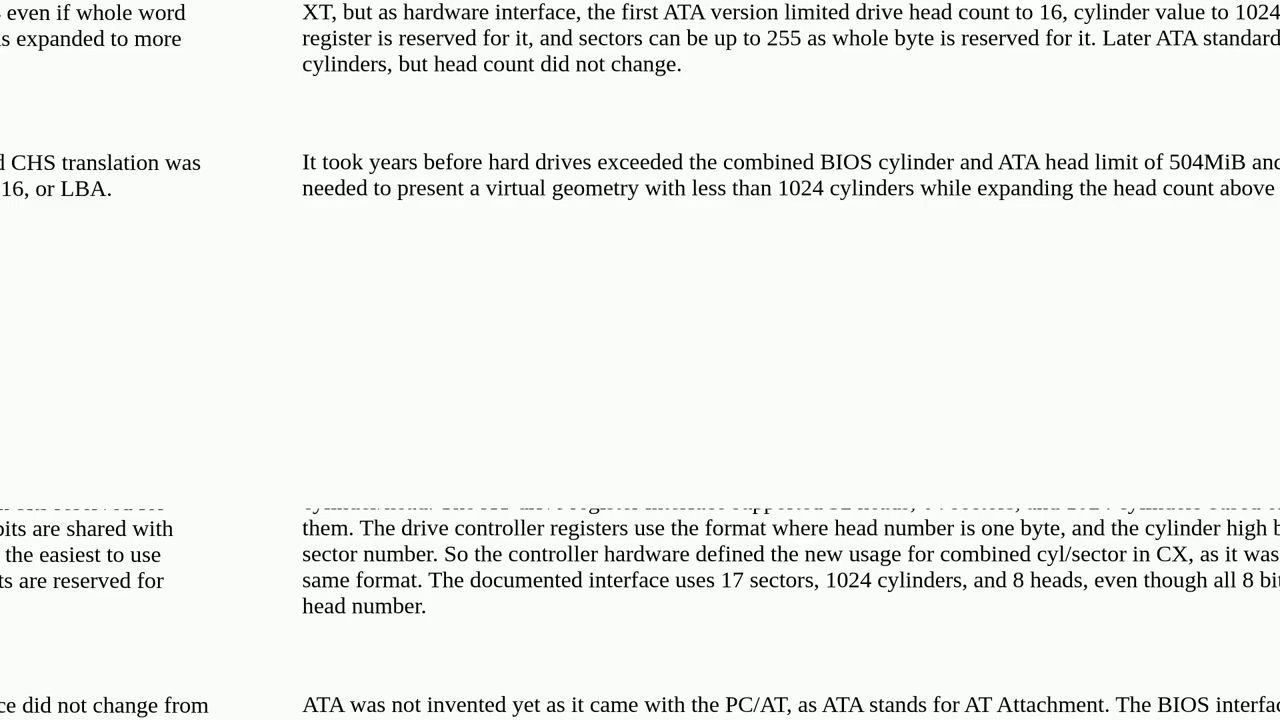 even if whole word
s expanded to more
XT, but as hardware interface, the first ATA version limited drive head count to 16, cylinder value to 1024
register is reserved for it, and sectors can be up to 255 as whole byte is reserved for it. Later ATA standard
cylinders, but head count did not change.
CHS translation was
16, or LBA.
It took years before hard drives exceeded the combined BIOS cylinder and ATA head limit of 504MiB and
needed to present a virtual geometry with less than 1024 cylinders while expanding the head count above
bits are shared with
the easiest to use
ts are reserved for
them. The drive controller registers use the format where head number is one byte, and the cylinder high b
sector number. So the controller hardware defined the new usage for combined cyl/sector in CX, as it was
same format. The documented interface uses 17 sectors, 1024 cylinders, and 8 heads, even though all 8 bi
head number.
ce did not change from
ATA was not invented yet as it came with the PC/AT, as ATA stands for AT Attachment. The BIOS interfac